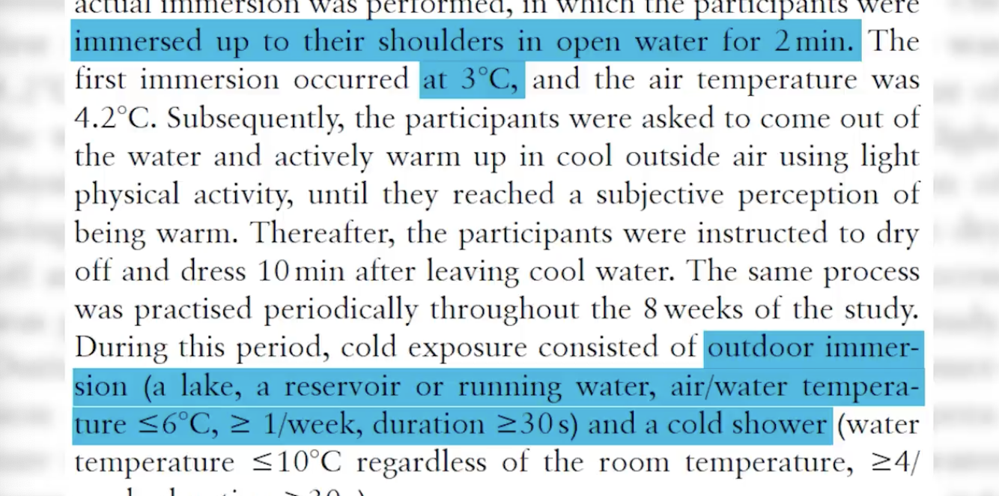 actual immersion was performed, in which the participants were
immersed up to their shoulders in open water for 2 min. The
first immersion occurred at 3°C, and the air temperature was
4.2°C. Subsequently, the participants were asked to come out of
the water and actively warm up in cool outside air using light
physical activity, until they reached a subjective perception of
being warm. Thereafter, the participants were instructed to dry
off and dress 10 min after leaving cool water. The same process
was practised periodically throughout the 8 weeks of the study.
During this period, cold exposure consisted of outdoor immer-
sion (a lake, a reservoir or running water, air/water tempera-
ture ≤6°C, ≥ 1/week, duration ≥30 s) and a cold shower (water
temperature ≤10°C regardless of the room temperature, ≥4/